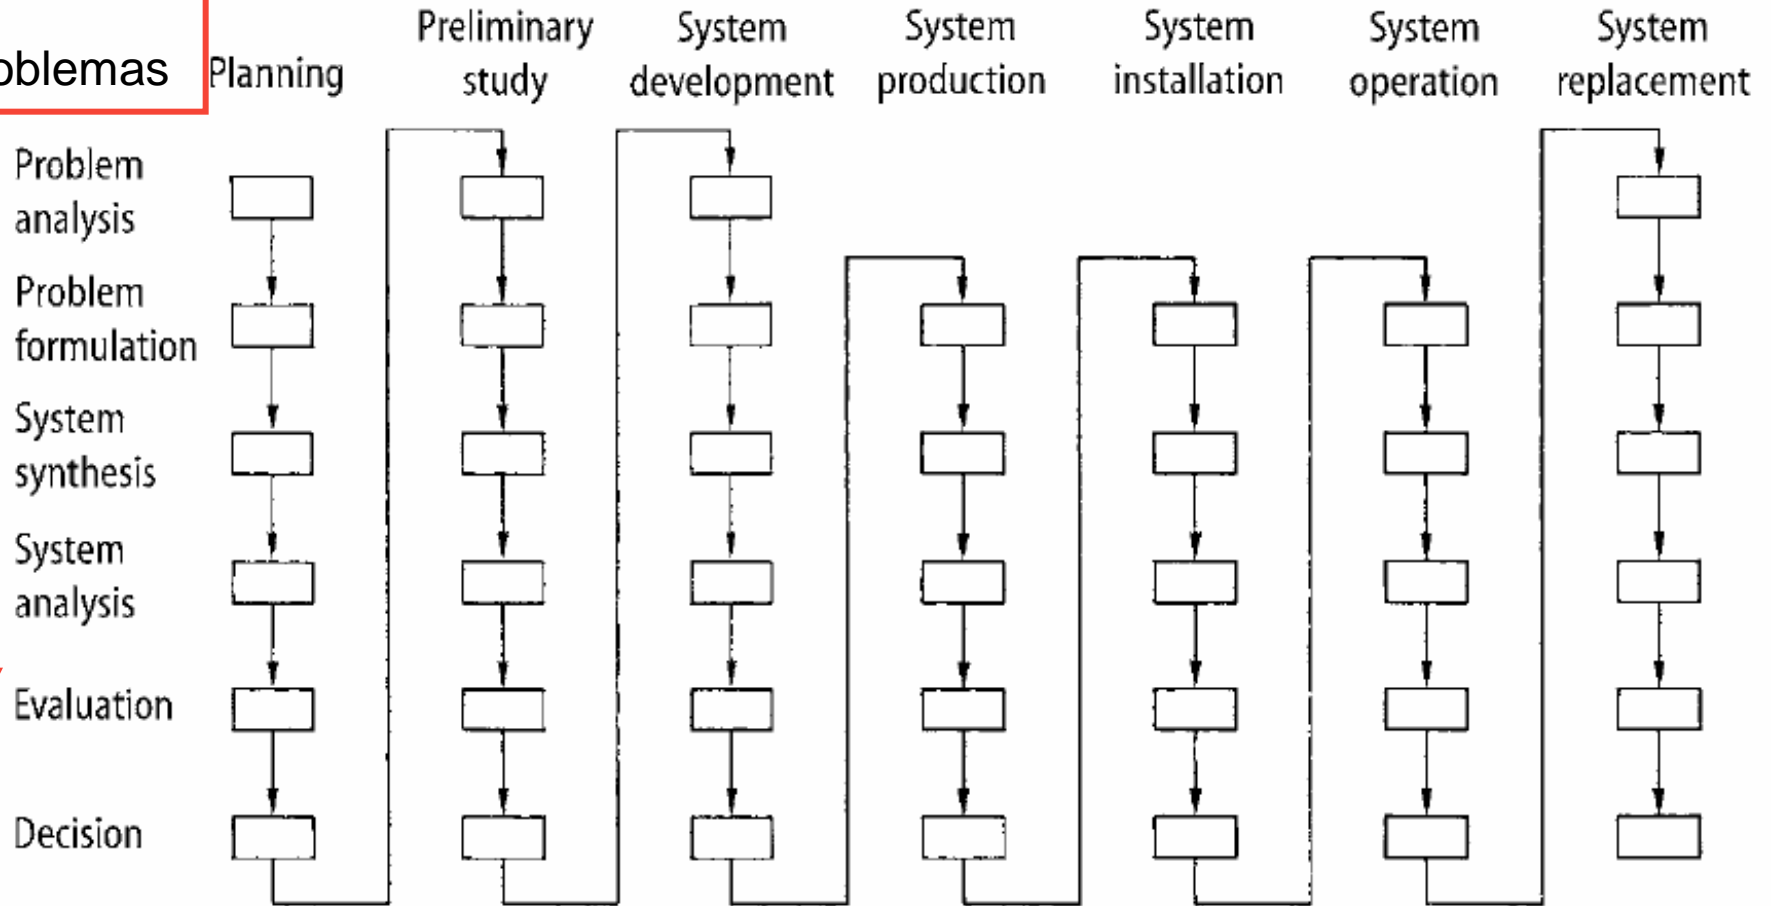 oblemas
Planning
Preliminary
study
System
development
System
production
System
installation
System
operation
System
replacement
Problem
analysis
Problem
formulation
System
synthesis
System
analysis
Evaluation
Decision